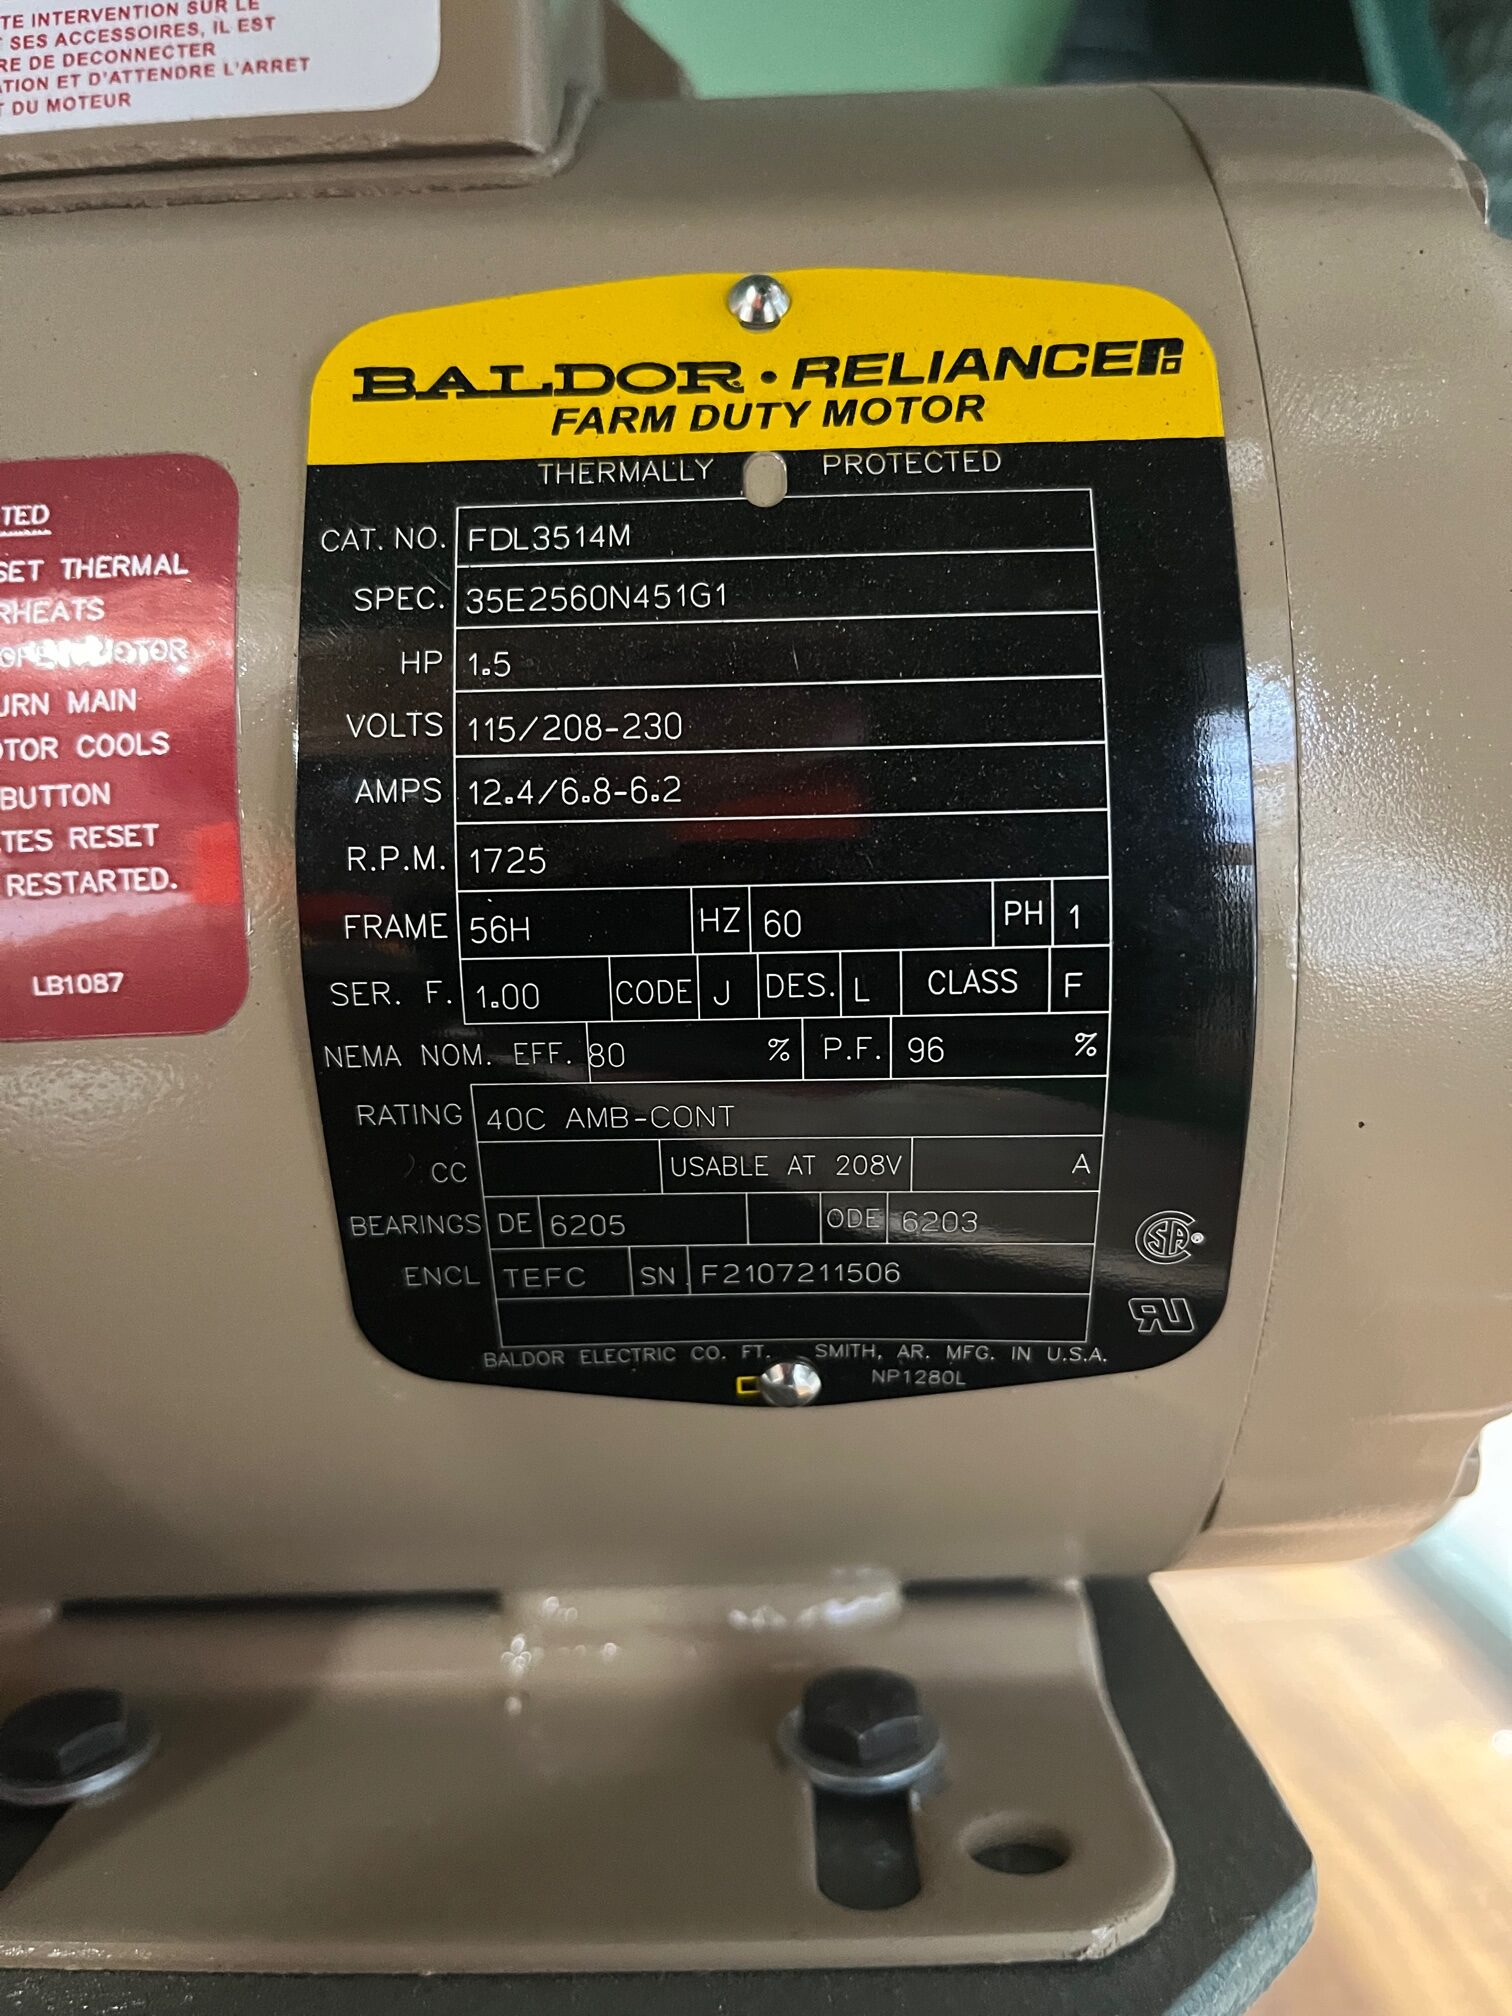 TE INTERVENTION SUR LE
SES ACCESSOIRES, IL EST
RE DE DECONNECTER
ATION ET D'ATTENDRE L'ARRET
T DU MOTEUR
BALDOR · RELIANCE
FARM DUTY MOTOR
THERMALLY PROTECTED
CAT. NO. FDL3514M
SPEC. 35E2560N451G1
HP 1.5
VOLTS 115/208-230
AMPS 12.4/6.8-6.2
R.P.M. 1725
FRAME 56H HZ 60 PH 1
SER. F. 1.00 CODE J DES. L CLASS F
NEMA NOM. EFF. 80 % P.F. 96 %
RATING 40C AMB-CONT
CC USABLE AT 208V A
BEARINGS DE 6205 ODE 6203
ENCL TEFC SN F2107211506
BALDOR ELECTRIC CO. FT. SMITH, AR. MFG. IN U.S.A.
NP1280L
SA®
TED
SET THERMAL
RHEATS
OTOR
URN MAIN
OTOR COOLS
BUTTON
TES RESET
RESTARTED.
LB1087